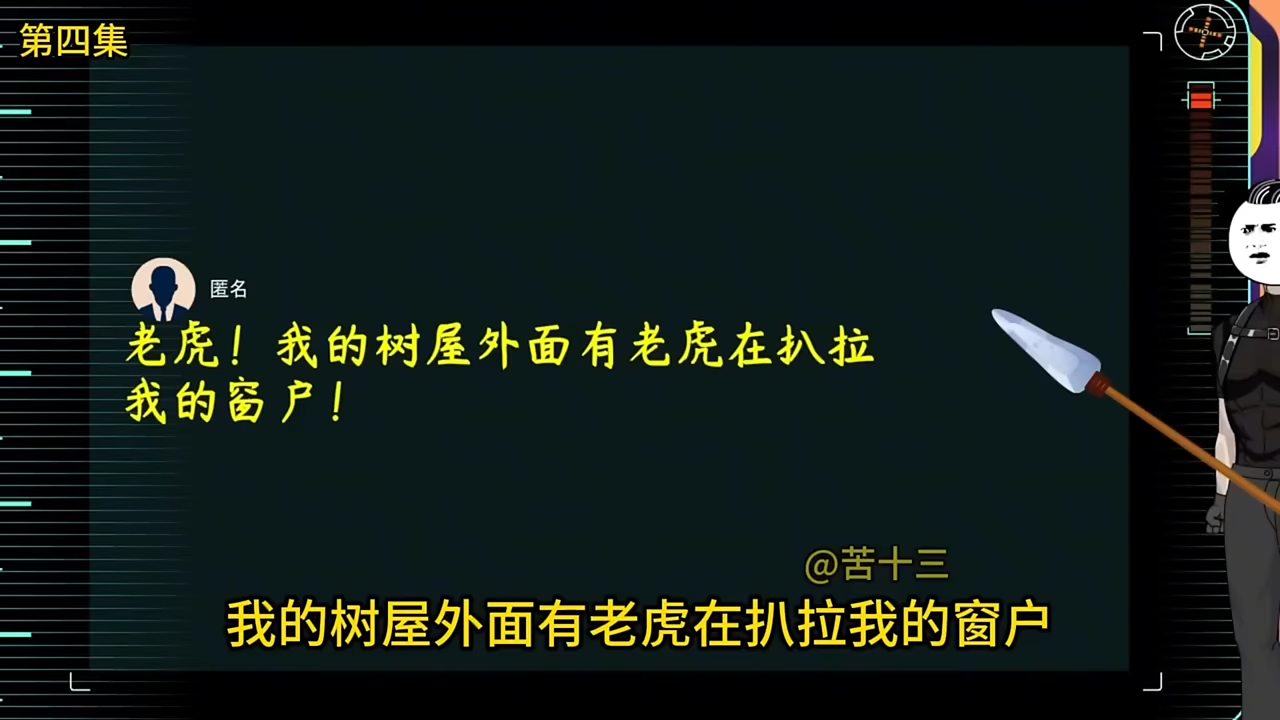 第四集
匿名
老虎！我的树屋外面有老虎在扒拉
我的窗户！
@苦十三
我的树屋外面有老虎在扒拉我的窗户